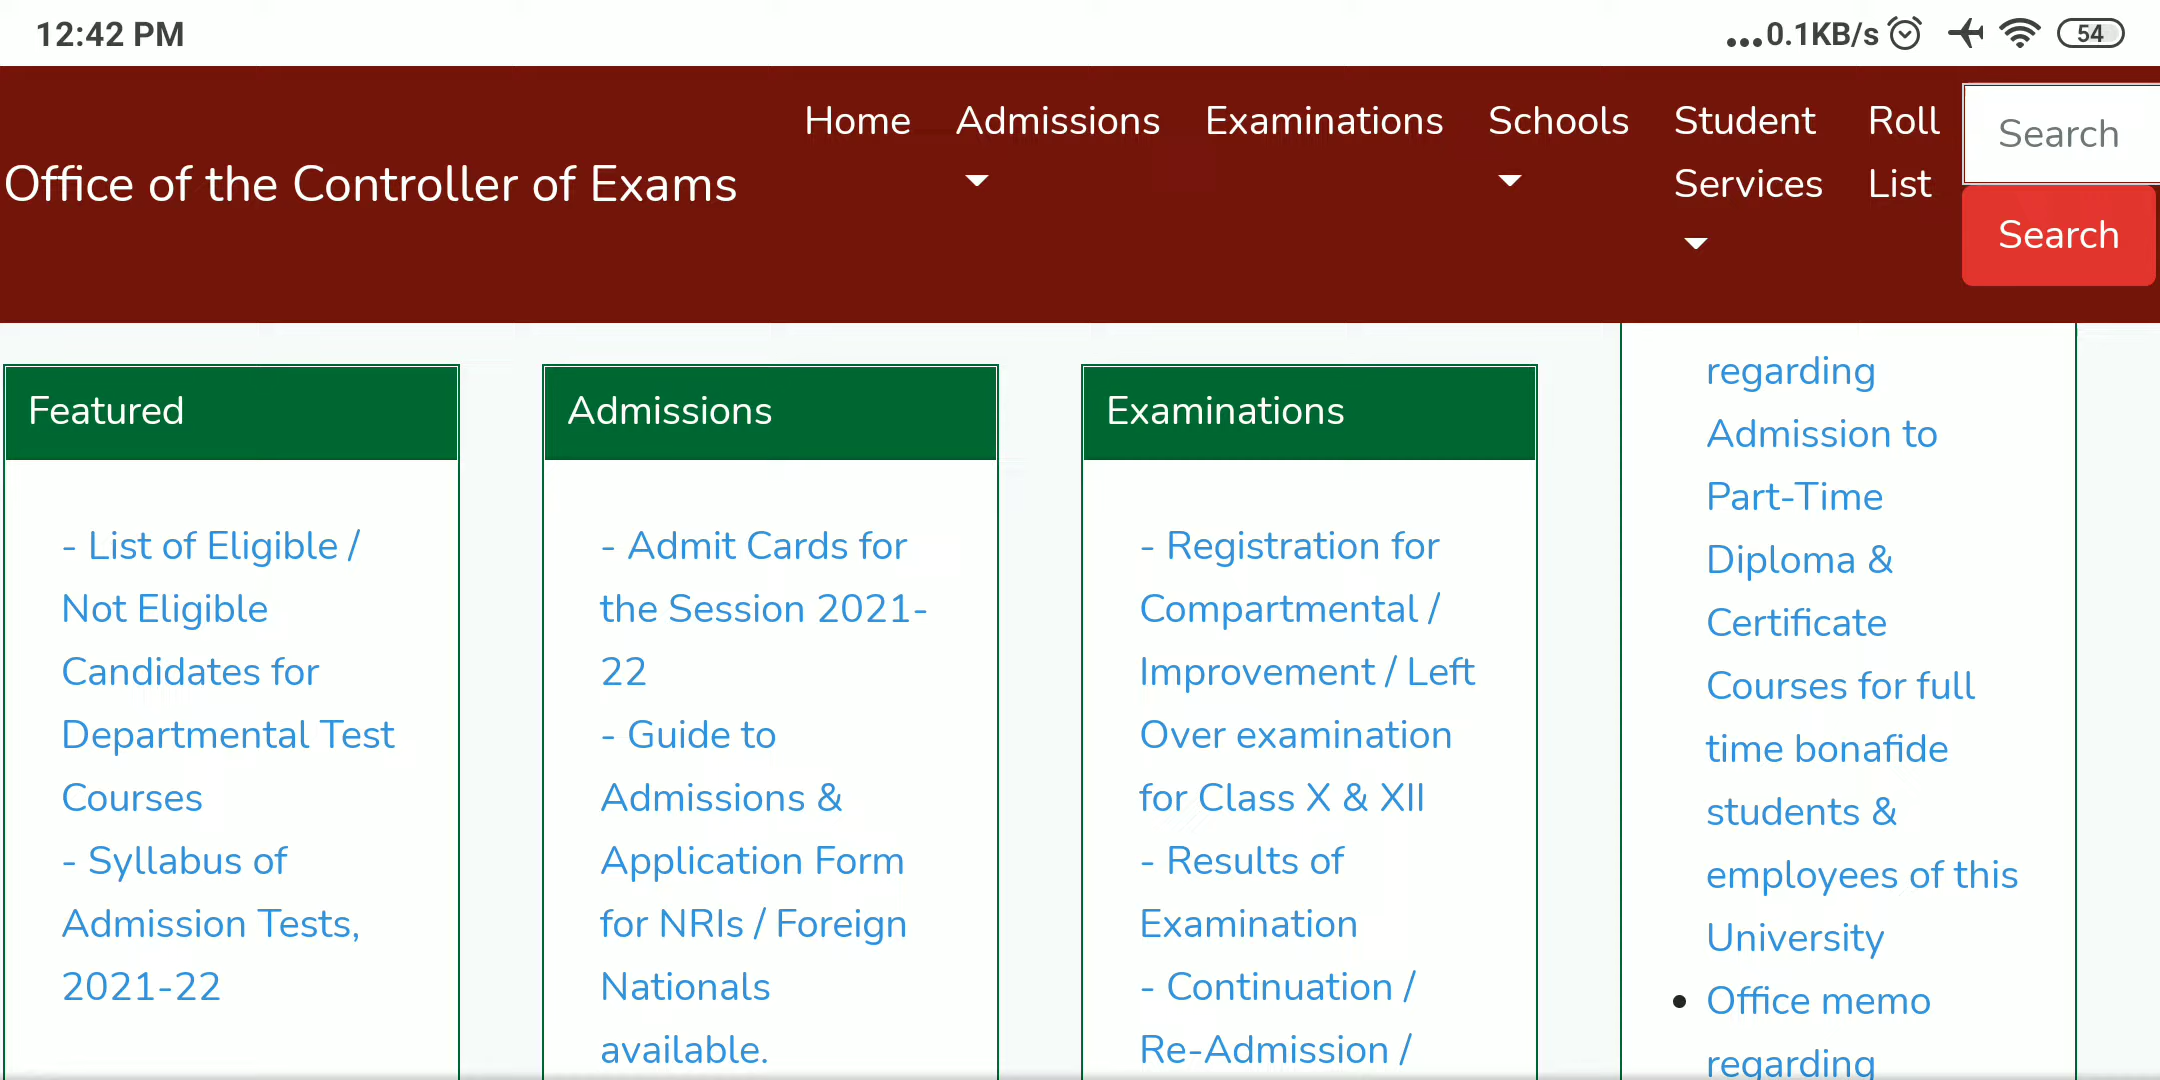 12:42 PM
...0.1KB/s
54
Office of the Controller of Exams
Home
Admissions
Examinations
Schools
Student
Services
Roll
List
Search
Search
Featured
- List of Eligible /
Not Eligible
Candidates for
Departmental Test
Courses
- Syllabus of
Admission Tests,
2021-22
Admissions
- Admit Cards for
the Session 2021-
22
- Guide to
Admissions &
Application Form
for NRIs / Foreign
Nationals
available.
Examinations
- Registration for
Compartmental /
Improvement / Left
Over examination
for Class X & XII
- Results of
Examination
- Continuation /
Re-Admission /
regarding
Admission to
Part-Time
Diploma &
Certificate
Courses for full
time bonafide
students &
employees of this
University
• Office memo
regarding